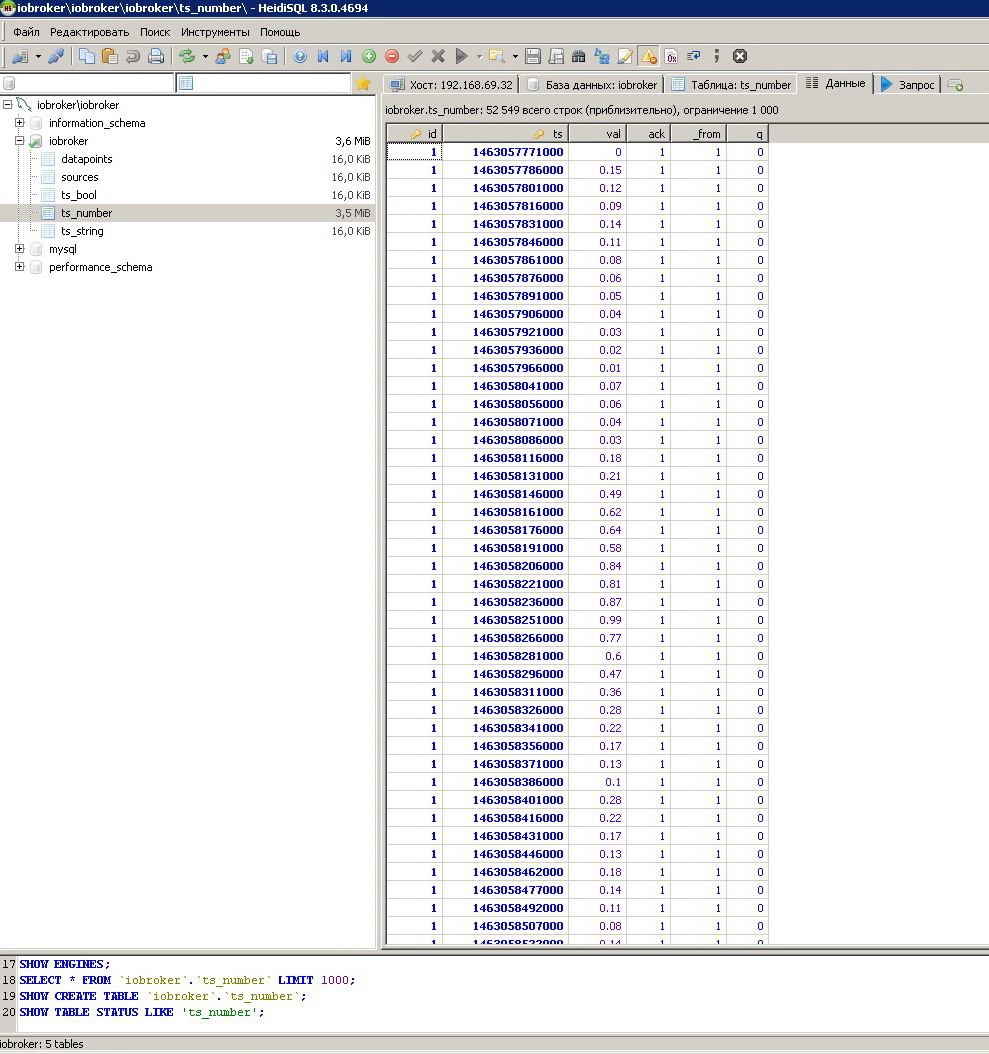 iobroker\iobroker\iobroker\ts_number\ - HeidiSQL 8.3.0.4694
Файл Редактировать Поиск Инструменты Помощь
Хост: 192.168.69.32 База данных: iobroker Таблица: ts_number Данные Запрос
iobroker.ts_number: 52 549 всего строк (приблизительно), ограничение 1 000
iobroker\iobroker
information_schema
iobroker 3,6 MiB
datapoints 16,0 KiB
sources 16,0 KiB
ts_bool 16,0 KiB
ts_number 3,5 MiB
ts_string 16,0 KiB
mysql
performance_schema
id ts val ack _from q
1 1463057771000 0 1 1 0
1 1463057786000 0.15 1 1 0
1 1463057801000 0.12 1 1 0
1 1463057816000 0.09 1 1 0
1 1463057831000 0.14 1 1 0
1 1463057846000 0.11 1 1 0
1 1463057861000 0.08 1 1 0
1 1463057876000 0.06 1 1 0
1 1463057891000 0.05 1 1 0
1 1463057906000 0.04 1 1 0
1 1463057921000 0.03 1 1 0
1 1463057936000 0.02 1 1 0
1 1463057966000 0.01 1 1 0
1 1463058041000 0.07 1 1 0
1 1463058056000 0.06 1 1 0
1 1463058071000 0.04 1 1 0
1 1463058086000 0.03 1 1 0
1 1463058116000 0.18 1 1 0
1 1463058131000 0.21 1 1 0
1 1463058146000 0.49 1 1 0
1 1463058161000 0.62 1 1 0
1 1463058176000 0.64 1 1 0
1 1463058191000 0.58 1 1 0
1 1463058206000 0.84 1 1 0
1 1463058221000 0.81 1 1 0
1 1463058236000 0.87 1 1 0
1 1463058251000 0.99 1 1 0
1 1463058266000 0.77 1 1 0
1 1463058281000 0.6 1 1 0
1 1463058296000 0.47 1 1 0
1 1463058311000 0.36 1 1 0
1 1463058326000 0.28 1 1 0
1 1463058341000 0.22 1 1 0
1 1463058356000 0.17 1 1 0
1 1463058371000 0.13 1 1 0
1 1463058386000 0.1 1 1 0
1 1463058401000 0.28 1 1 0
1 1463058416000 0.22 1 1 0
1 1463058431000 0.17 1 1 0
1 1463058446000 0.13 1 1 0
1 1463058462000 0.18 1 1 0
1 1463058477000 0.14 1 1 0
1 1463058492000 0.11 1 1 0
1 1463058507000 0.08 1 1 0
17 SHOW ENGINES;
18 SELECT * FROM `iobroker`.`ts_number` LIMIT 1000;
19 SHOW CREATE TABLE `iobroker`.`ts_number`;
20 SHOW TABLE STATUS LIKE 'ts_number';
iobroker: 5 tables